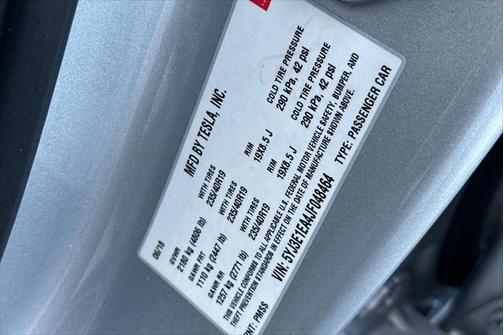 MFD BY TESLA, INC.
06/18
GVWR
2180 kg (4806 lb)
GAWR FRT WITH TIRES RIM COLD TIRE PRESSURE
1110 kg (2447 lb) 235/40R19 19X8.5 J 290 kPa, 42 psi
GAWR RR WITH TIRES RIM COLD TIRE PRESSURE
1257 kg (2771 lb) 235/40R19 19X8.5 J 290 kPa, 42 psi
THIS VEHICLE CONFORMS TO ALL APPLICABLE U.S. FEDERAL MOTOR VEHICLE SAFETY, BUMPER, AND
THEFT PREVENTION STANDARDS IN EFFECT ON THE DATE OF MANUFACTURE SHOWN ABOVE.
VIN: 5YJ3E1EA4JF048464 TYPE: PASSENGER CAR
PAINT: PMSS